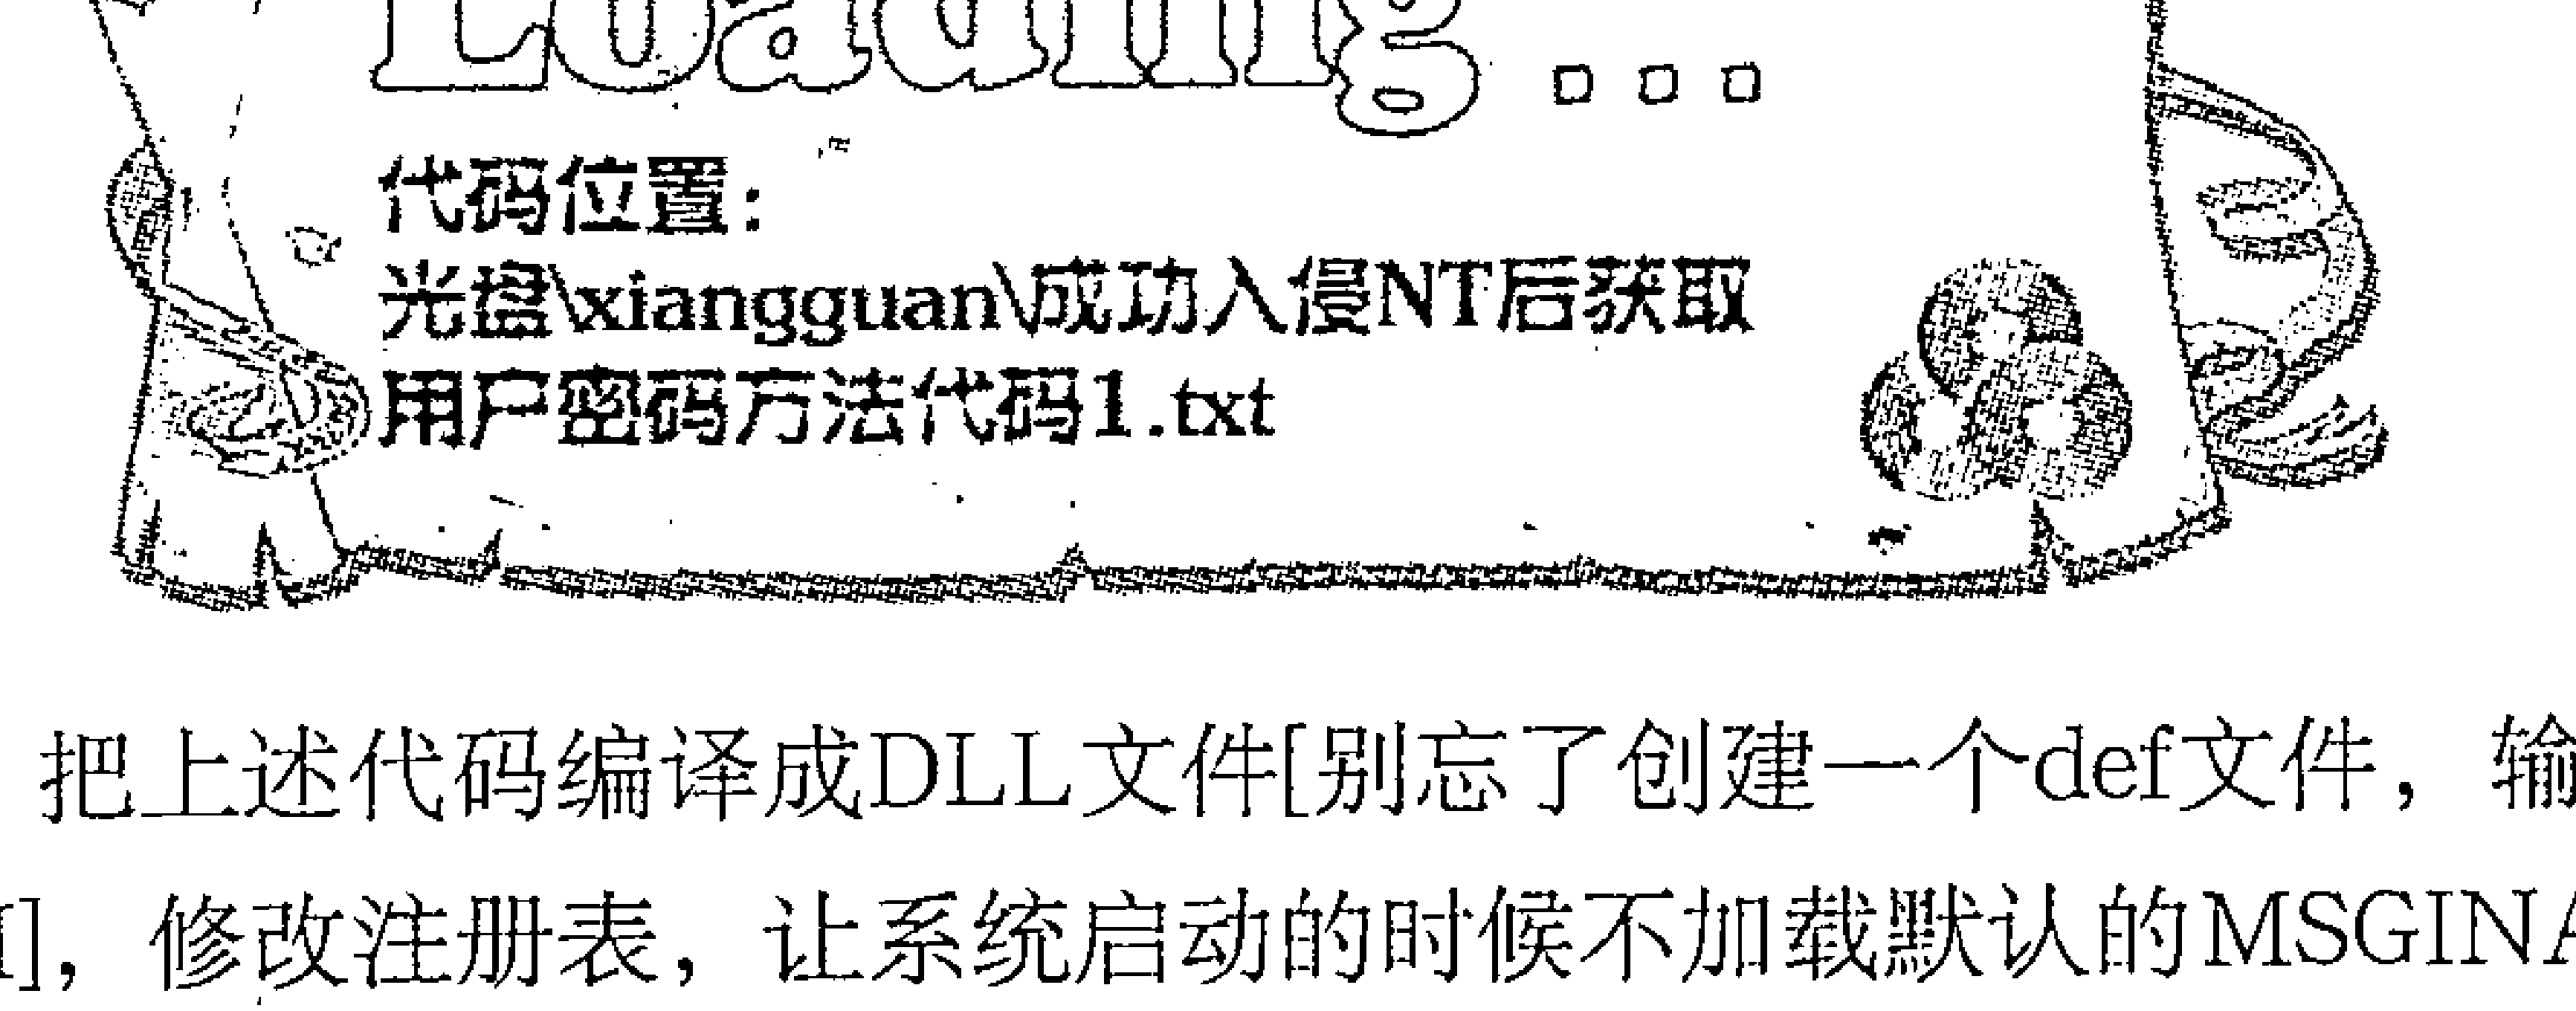 Loading...
代码位置：
光盘\xiangguan\成功入侵NT后获取
用户密码方法代码1.txt
把上述代码编译成DLL文件[别忘了创建一个def文件，输
]，修改注册表，让系统启动的时候不加载默认的MSGINA